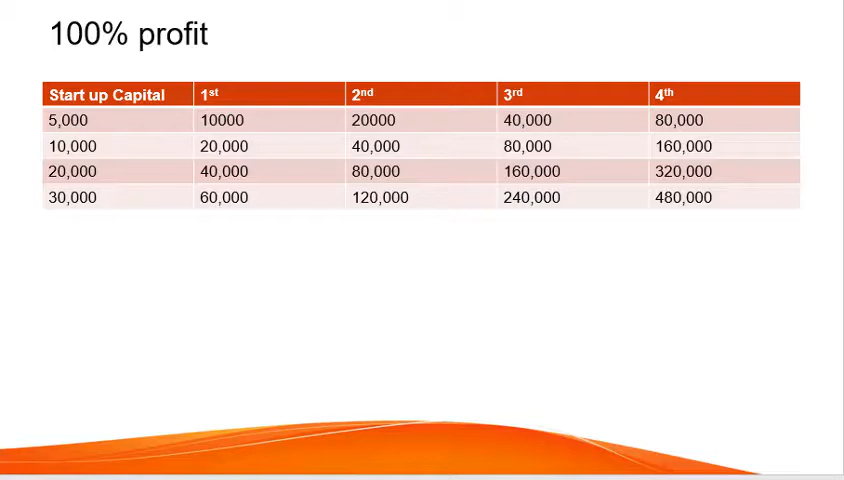 100% profit
Start up Capital 1st 2nd 3rd 4th
5,000 10000 20000 40,000 80,000
10,000 20,000 40,000 80,000 160,000
20,000 40,000 80,000 160,000 320,000
30,000 60,000 120,000 240,000 480,000